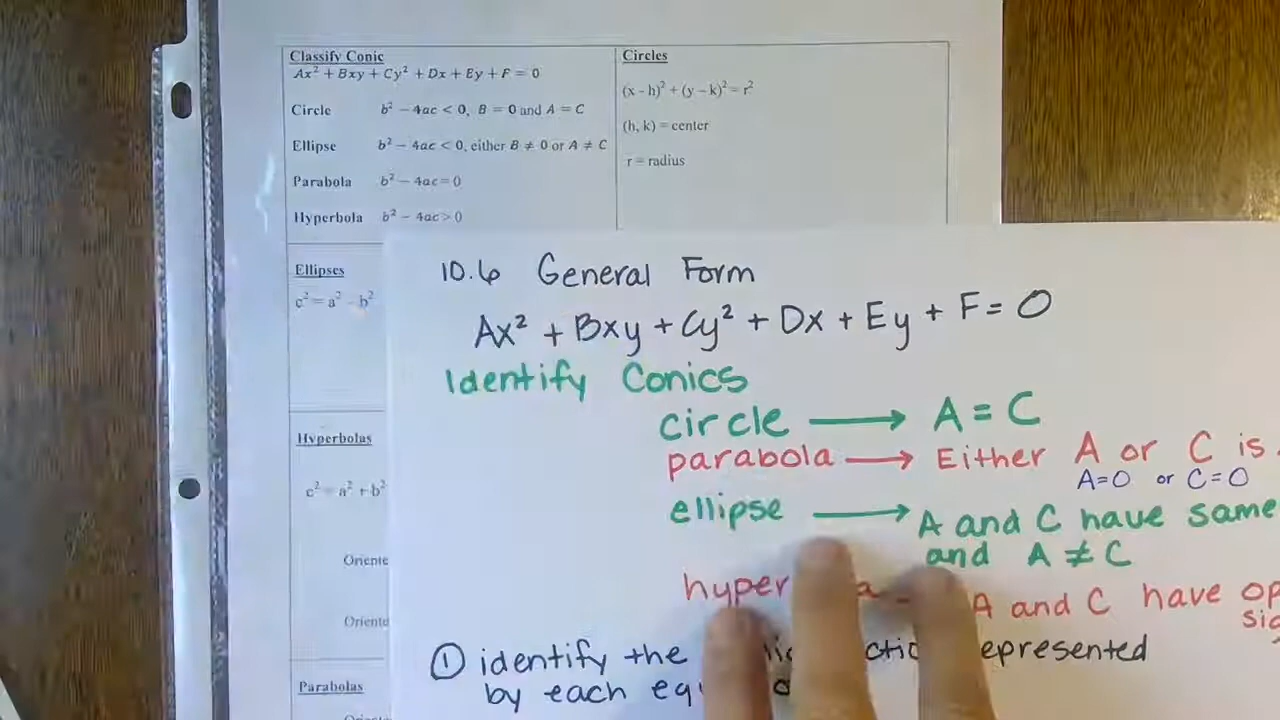 Classify Conic
Ax² + Bxy + Cy² + Dx + Ey + F = 0
Circle b² − 4ac < 0, B = 0 and A = C
Ellipse b² − 4ac < 0, either B ≠ 0 or A ≠ C
Parabola b² − 4ac = 0
Hyperbola b² − 4ac > 0
Circles
(x - h)² + (y – k)² = r²
(h, k) = center
r = radius
Ellipses
c² = a² - b²
Hyperbolas
c² = a² + b²
Oriente
Oriente
Parabolas
10.6 General Form
Ax² + Bxy + Cy² + Dx + Ey + F = 0
Identify Conics
circle → A = C
parabola → Either A or C is
A=0 or C=0
ellipse → A and C have same
and A ≠ C
hyper A and C have op
sig
① identify the epresented
by each eq